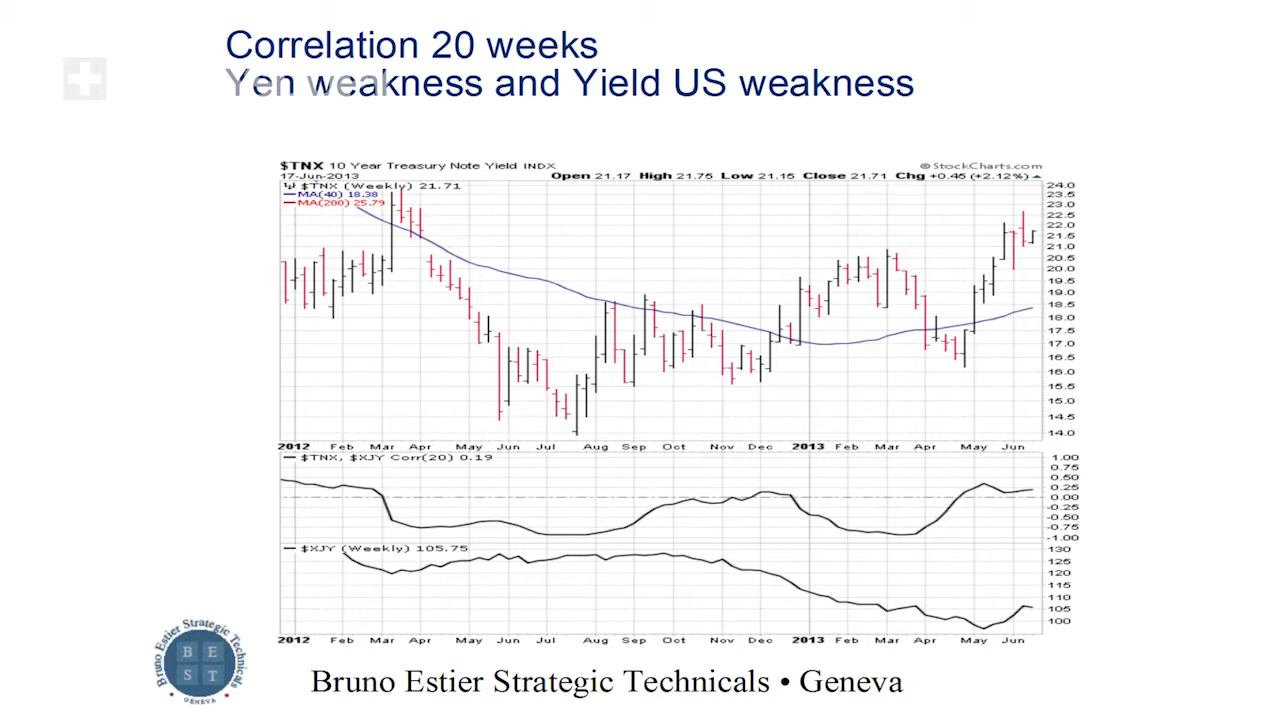 Correlation 20 weeks
Yen weakness and Yield US weakness
$TNX 10 Year Treasury Note Yield INDX
© StockCharts.com
17-Jun-2013
Open 21.17 High 21.75 Low 21.15 Close 21.71 Chg +0.45 (+2.12%)
$TNX (Weekly) 21.71
MA(40) 18.38
MA(200) 25.79
24.0
23.5
23.0
22.5
22.0
21.5
21.0
20.5
20.0
19.5
19.0
18.5
18.0
17.5
17.0
16.5
16.0
15.5
15.0
14.5
14.0
2012 Feb Mar Apr May Jun Jul Aug Sep Oct Nov Dec 2013 Feb Mar Apr May Jun
$TNX, $XJY Corr(20) 0.19
1.00
0.75
0.50
0.25
0.00
-0.25
-0.50
-0.75
-1.00
$XJY (Weekly) 105.75
130
125
120
115
110
105
100
2012 Feb Mar Apr May Jun Jul Aug Sep Oct Nov Dec 2013 Feb Mar Apr May Jun
Bruno Estier Strategic Technicals
B E
S T
GENEVA
Bruno Estier Strategic Technicals • Geneva